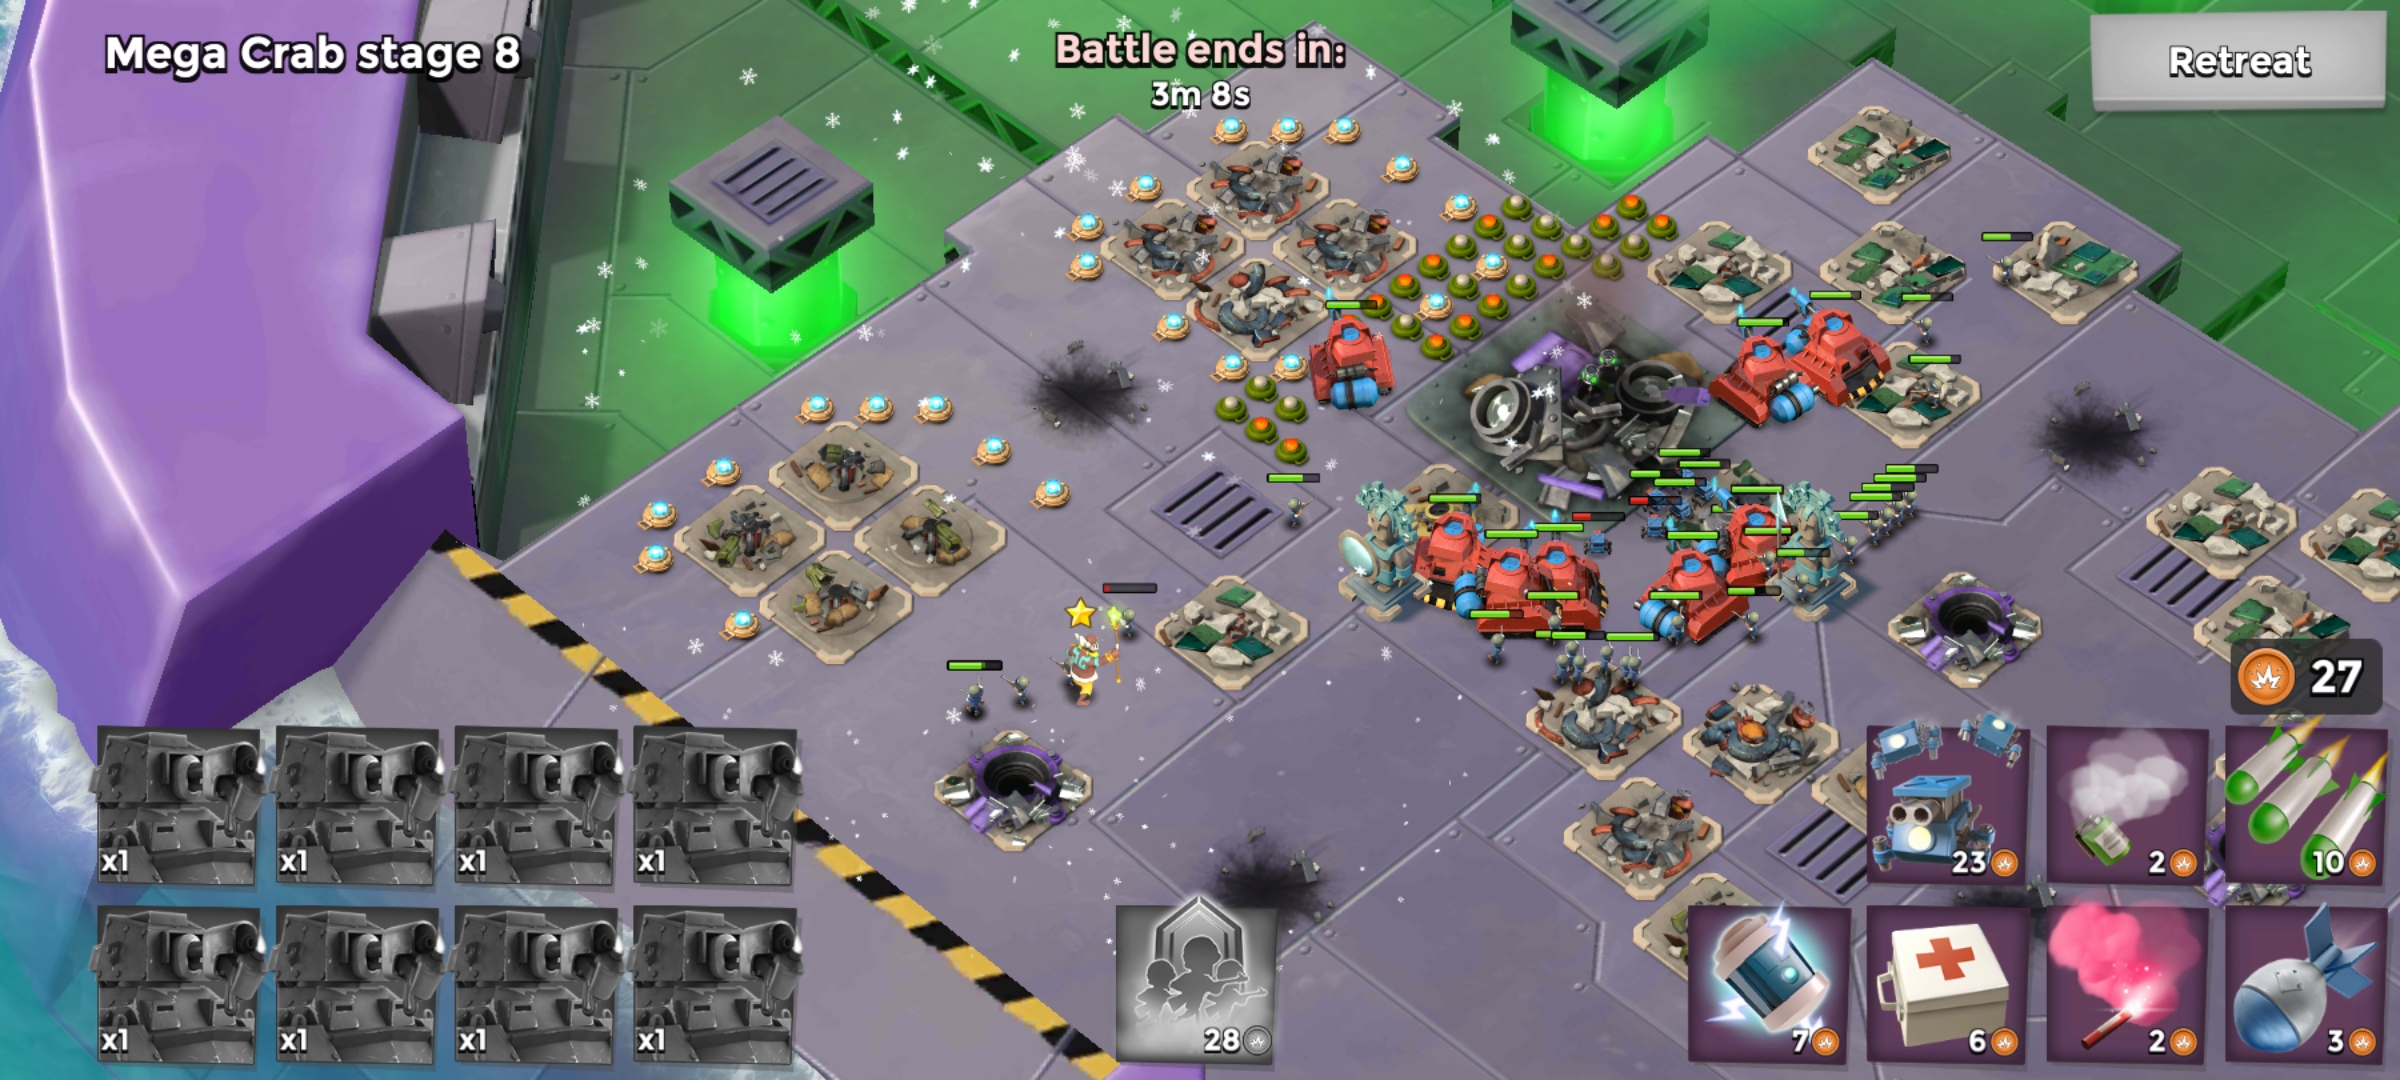 Mega Crab stage 8
Battle ends in:
3m 8s
Retreat
27
x1
x1
x1
x1
23
2
10
x1
x1
x1
x1
28
7
6
2
3